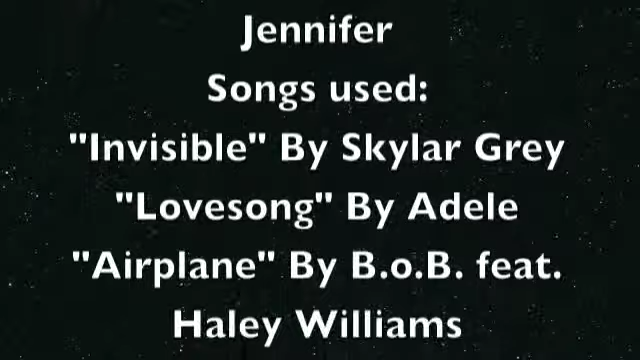 Jennifer
Songs used:
"Invisible" By Skylar Grey
"Lovesong" By Adele
"Airplane" By B.o.B. feat.
Haley Williams